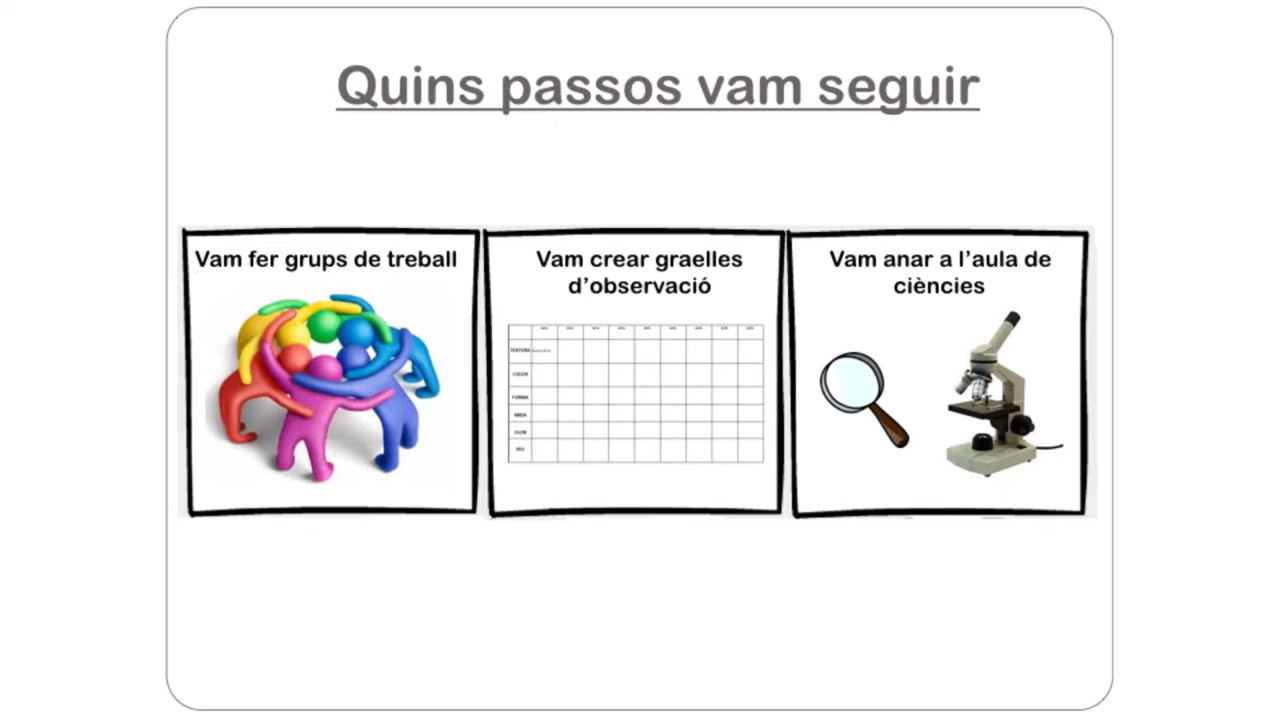 Quins passos vam seguir
Vam fer grups de treball
Vam crear graelles
d’observació
TEXTURA
COLOR
FORMA
MIDA
OLOR
Vam anar a l’aula de
ciències